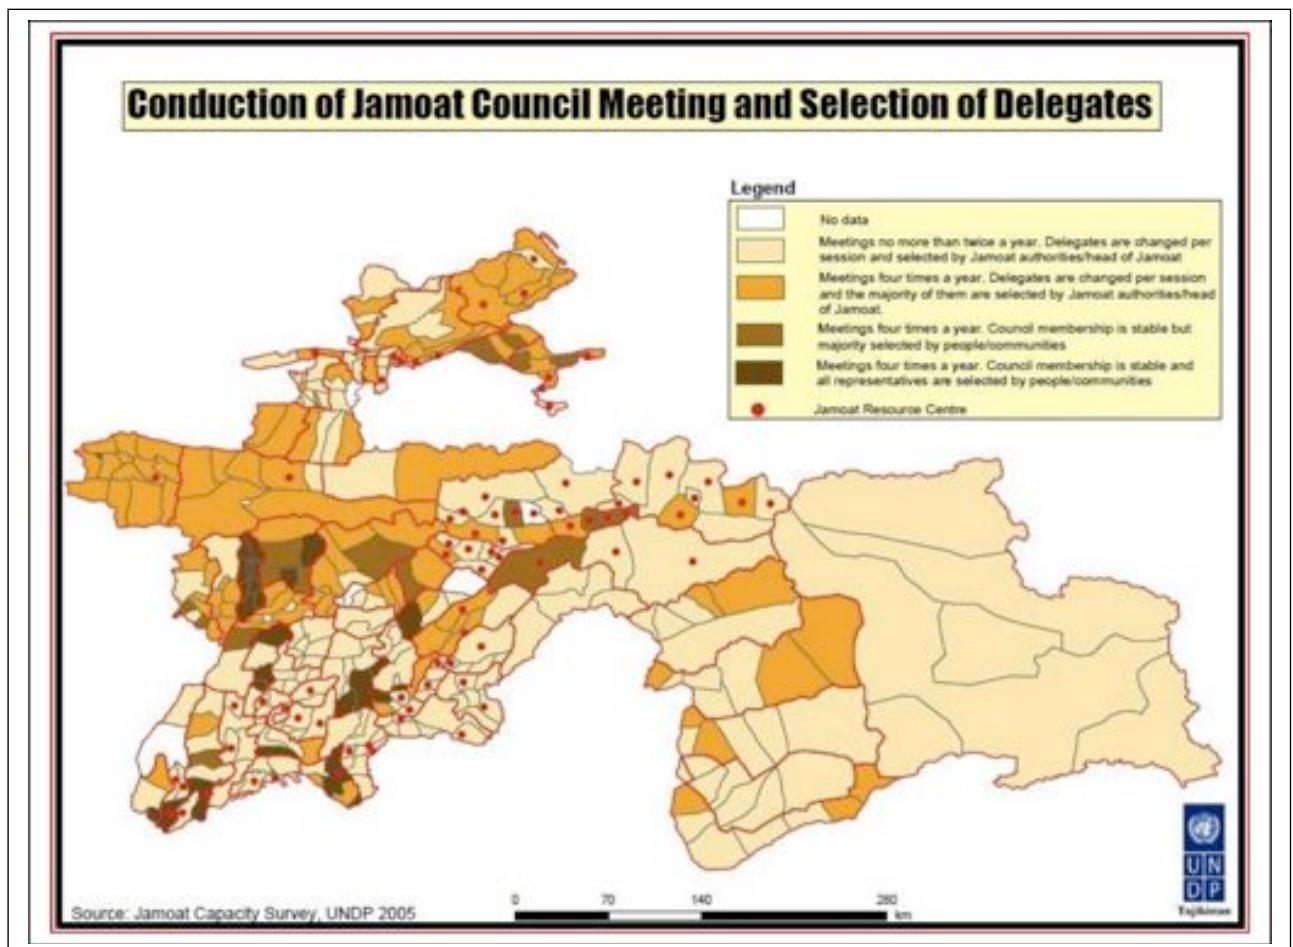 Conduction of Jamoat Council Meeting and Selection of Delegates
Legend
No data
Meetings no more than twice a year. Delegates are changed per
session and selected by Jamoat authorities/head of Jamoat
Meetings four times a year. Delegates are changed per session
and the majority of them are selected by Jamoat authorities/head
of Jamoat.
Meetings four times a year. Council membership is stable but
majority selected by people/communities
Meetings four times a year. Council membership is stable and
all representatives are selected by people/communities
Jamoat Resource Centre
U N
D P
Tajikistan
0 70 140 280
km
Source: Jamoat Capacity Survey, UNDP 2005